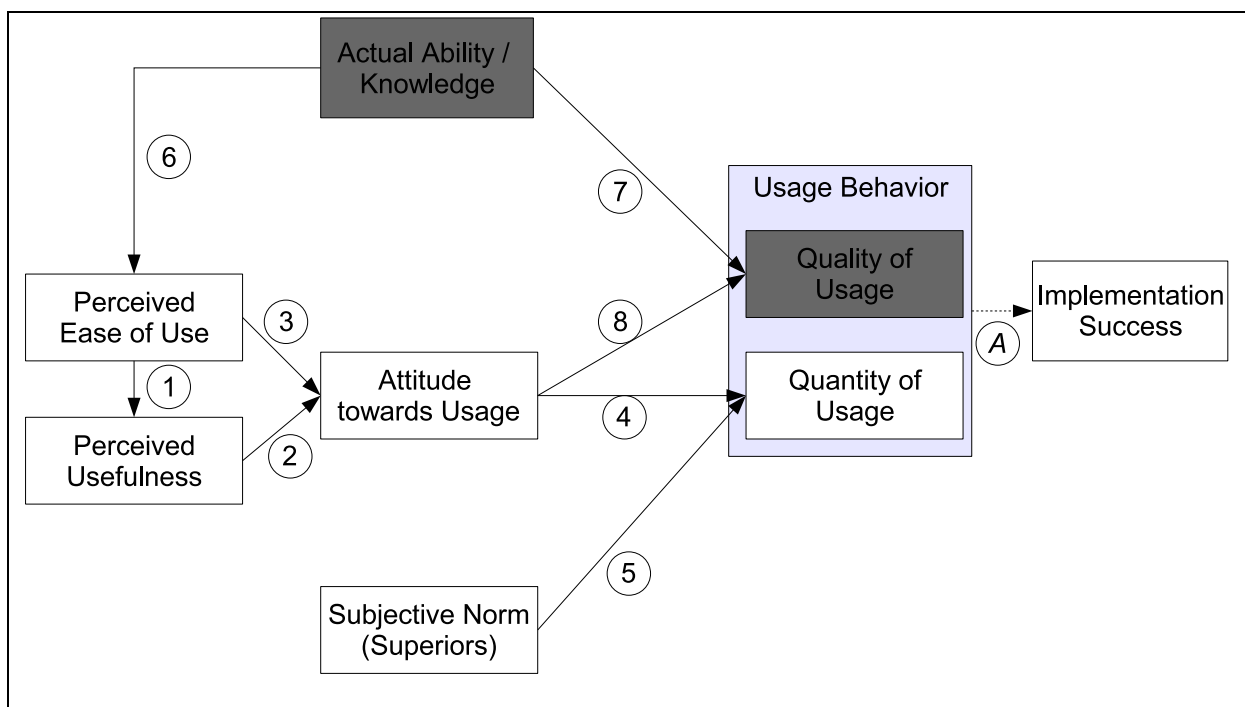 Actual Ability /
Knowledge
6
7
Usage Behavior
Quality of
Usage
Perceived
Ease of Use
3
8
Implementation
Success
A
1
Attitude
towards Usage
4
Quantity of
Usage
Perceived
Usefulness
2
5
Subjective Norm
(Superiors)